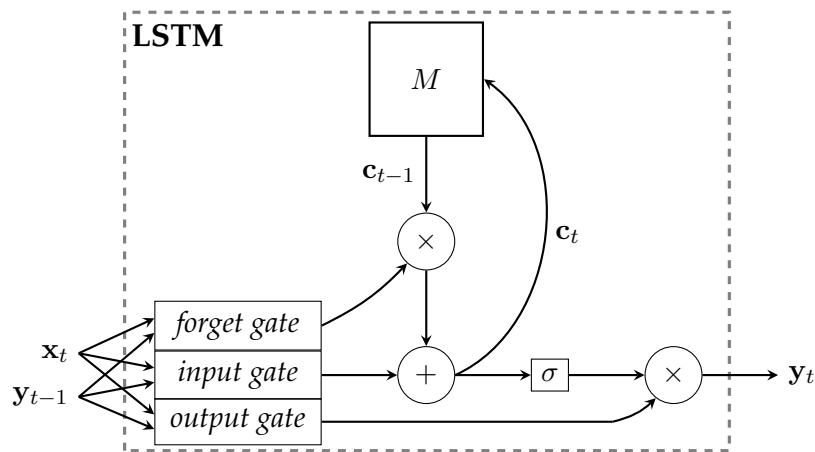 LSTM
M
c_{t−1}
×
c_t
forget gate
x_t
input gate
+
σ
×
y_t
y_{t−1}
output gate